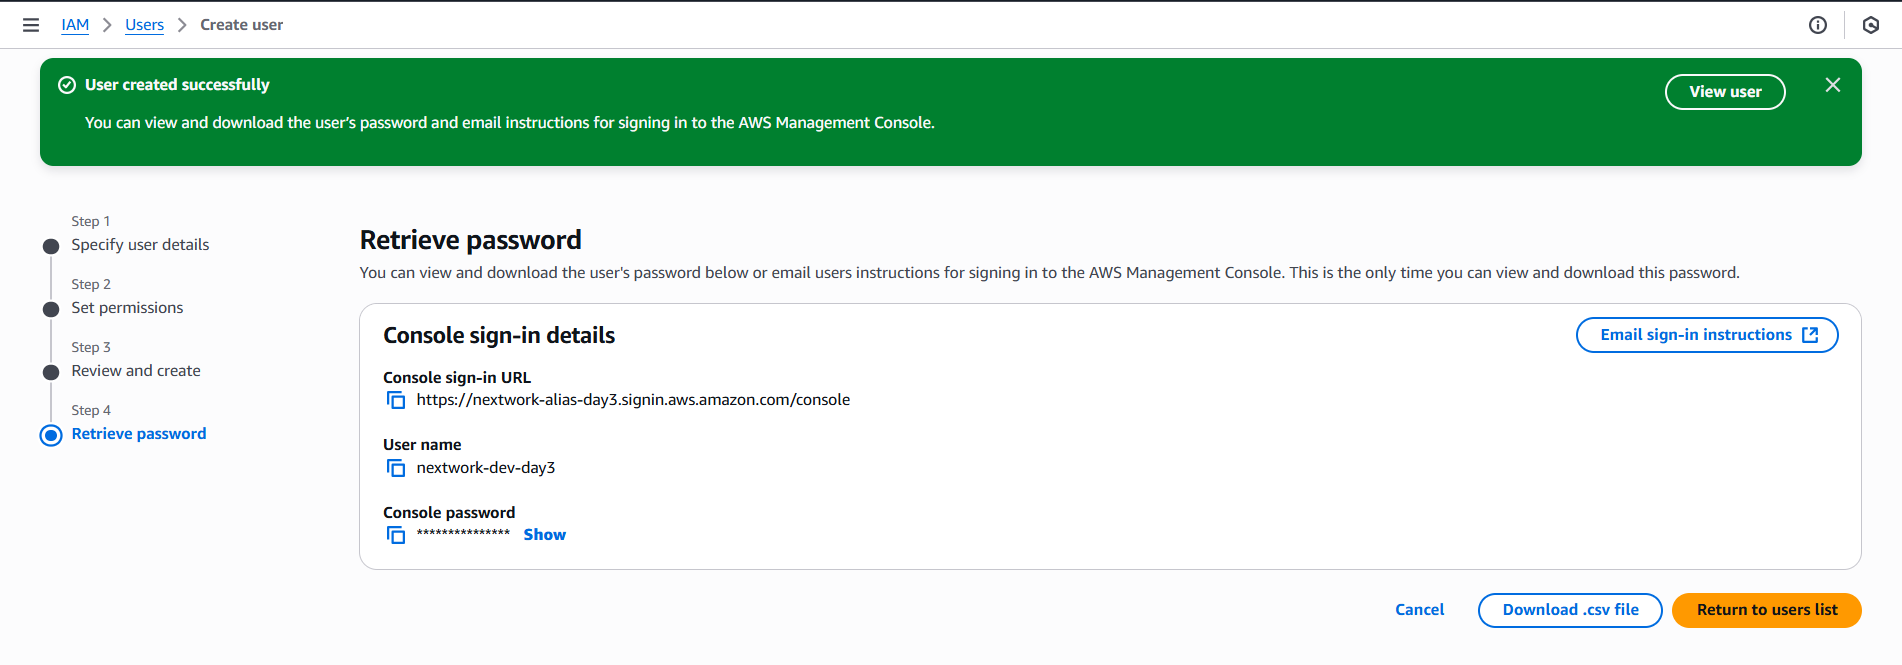 IAM > Users > Create user
User created successfully
View user
You can view and download the user's password and email instructions for signing in to the AWS Management Console.
Step 1
Specify user details
Step 2
Set permissions
Step 3
Review and create
Step 4
Retrieve password
Retrieve password
You can view and download the user's password below or email users instructions for signing in to the AWS Management Console. This is the only time you can view and download this password.
Console sign-in details
Email sign-in instructions
Console sign-in URL
https://nextwork-alias-day3.signin.aws.amazon.com/console
User name
nextwork-dev-day3
Console password
*************** Show
Cancel
Download .csv file
Return to users list